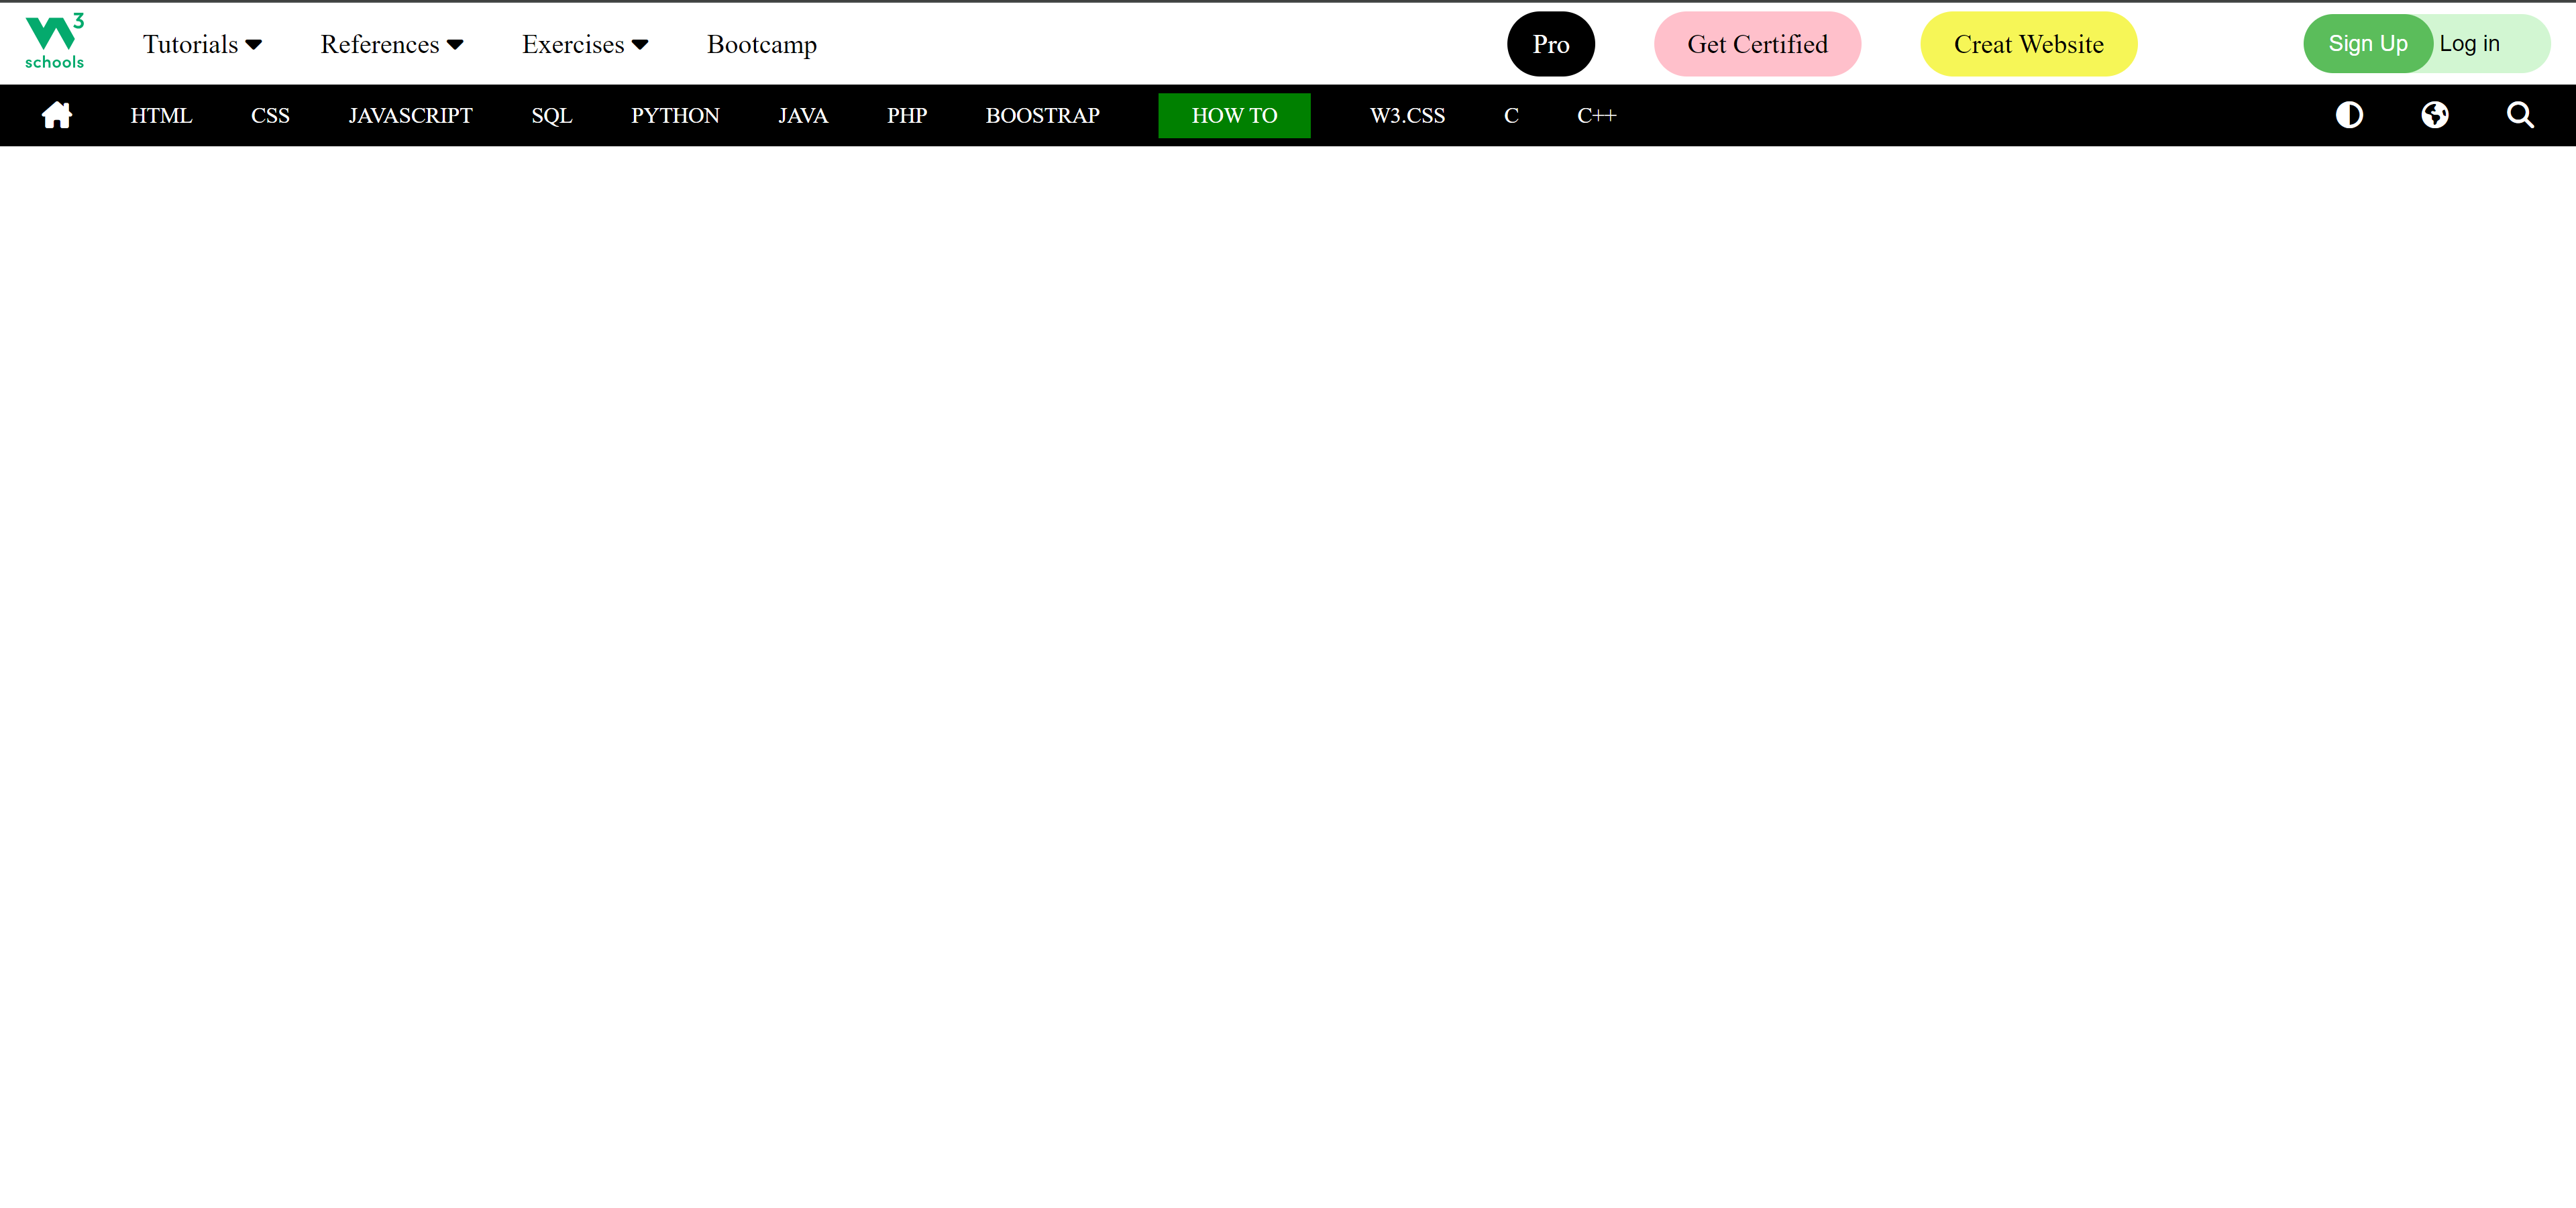 W3 schools Tutorials References Exercises Bootcamp Pro Get Certified Creat Website Sign Up Log in
HTML CSS JAVASCRIPT SQL PYTHON JAVA PHP BOOSTRAP HOW TO W3.CSS C C++